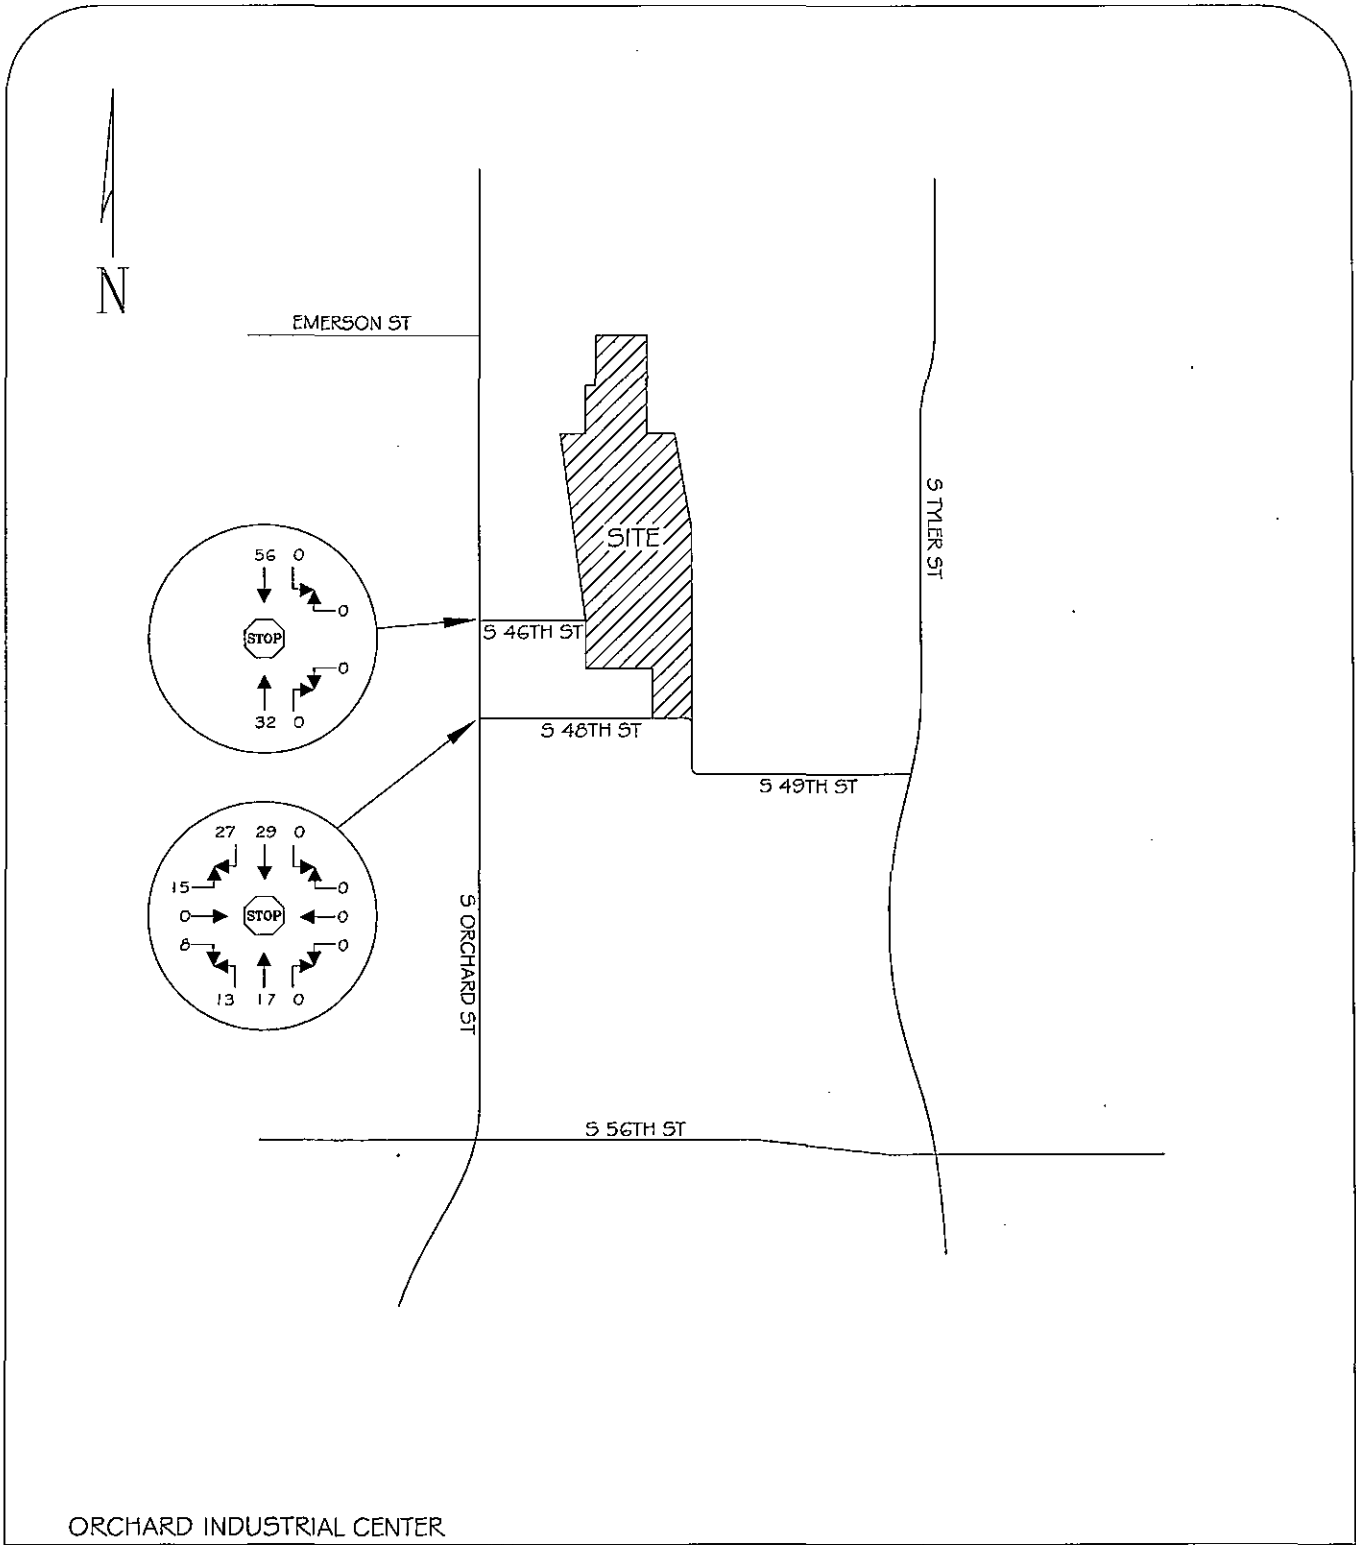 N
EMERSON ST
S TYLER ST
SITE
56 0
0
STOP
0
32 0
S 46TH ST
S 48TH ST
S 49TH ST
27 29 0
15 0
0 STOP 0
8 0
13 17 0
S ORCHARD ST
S 56TH ST
ORCHARD INDUSTRIAL CENTER